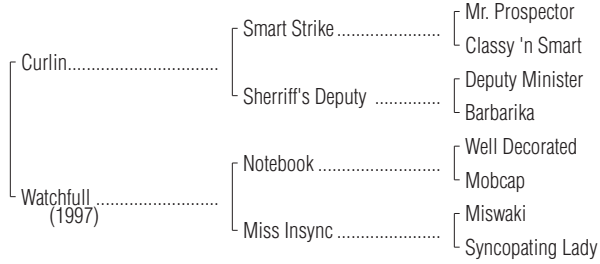 Mr. Prospector
Smart Strike ..................
Classy 'n Smart
Curlin..........................
Deputy Minister
Sherriff's Deputy ...............
Barbarika
Well Decorated
Notebook .....................
Mobcap
Watchfull .....................
(1997)
Miswaki
Miss Insync ..................
Syncopating Lady